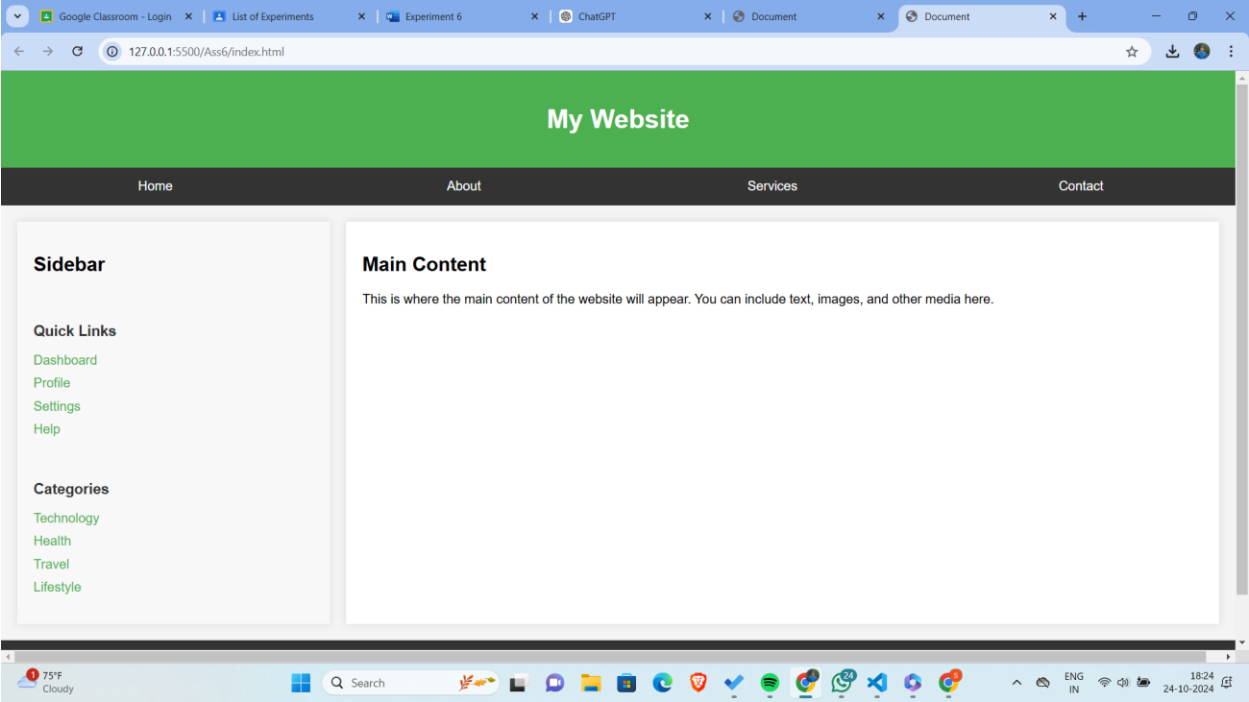 Google Classroom - Login
List of Experiments
Experiment 6
ChatGPT
Document
Document
127.0.0.1:5500/Ass6/index.html
My Website
Home About Services Contact
Sidebar
Quick Links
Dashboard
Profile
Settings
Help
Categories
Technology
Health
Travel
Lifestyle
Main Content
This is where the main content of the website will appear. You can include text, images, and other media here.
1
75°F
Cloudy
Search
24
ENG
IN
18:24
24-10-2024